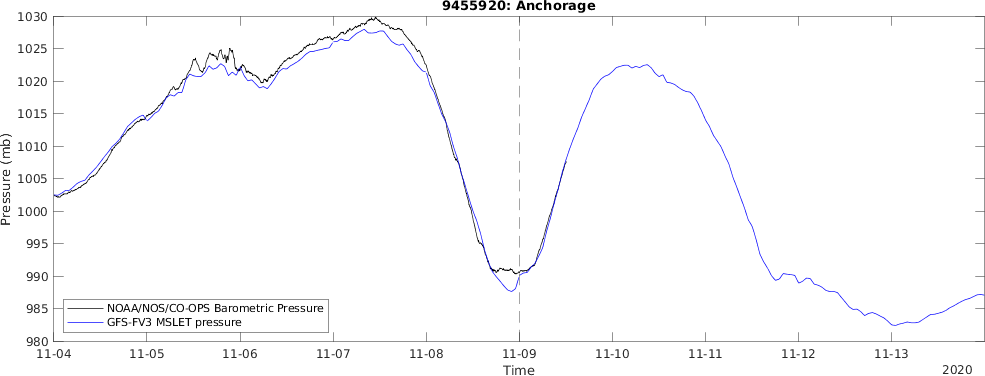 9455920: Anchorage
1030
1025
1020
1015
1010
1005
1000
995
990
985
980
Pressure (mb)
NOAA/NOS/CO-OPS Barometric Pressure
GFS-FV3 MSLET pressure
11-04 11-05 11-06 11-07 11-08 11-09 11-10 11-11 11-12 11-13
Time
2020